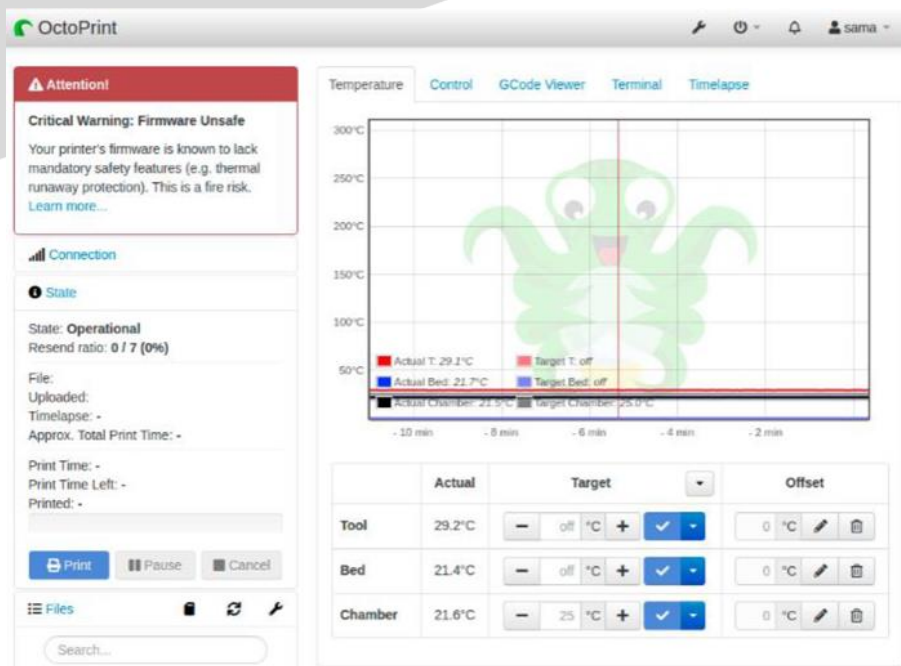 OctoPrint
sama
Attention!
Critical Warning: Firmware Unsafe
Your printer's firmware is known to lack
mandatory safety features (e.g. thermal
runaway protection). This is a fire risk.
Learn more...
Connection
State
State: Operational
Resend ratio: 0 / 7 (0%)
File:
Uploaded:
Timelapse: -
Approx. Total Print Time: -
Print Time: -
Print Time Left: -
Printed: -
Print Pause Cancel
Files
Search...
Temperature Control GCode Viewer Terminal Timelapse
300°C
250°C
200°C
150°C
100°C
50°C
Actual T: 29.1°C Target T: off
Actual Bed: 21.7°C Target Bed: off
Actual Chamber: 21.5°C Target Chamber: 25.0°C
- 10 min - 8 min - 6 min - 4 min - 2 min
Actual Target Offset
Tool 29.2°C − off °C + 0 °C
Bed 21.4°C − off °C + 0 °C
Chamber 21.6°C − 25 °C + 0 °C